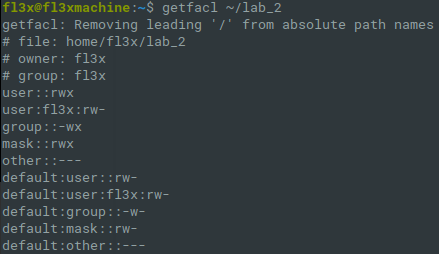 fl3x@fl3xmachine:~$ getfacl ~/lab_2
getfacl: Removing leading '/' from absolute path names
# file: home/fl3x/lab_2
# owner: fl3x
# group: fl3x
user::rwx
user:fl3x:rw-
group::-wx
mask::rwx
other::---
default:user::rw-
default:user:fl3x:rw-
default:group::-w-
default:mask::rw-
default:other::---